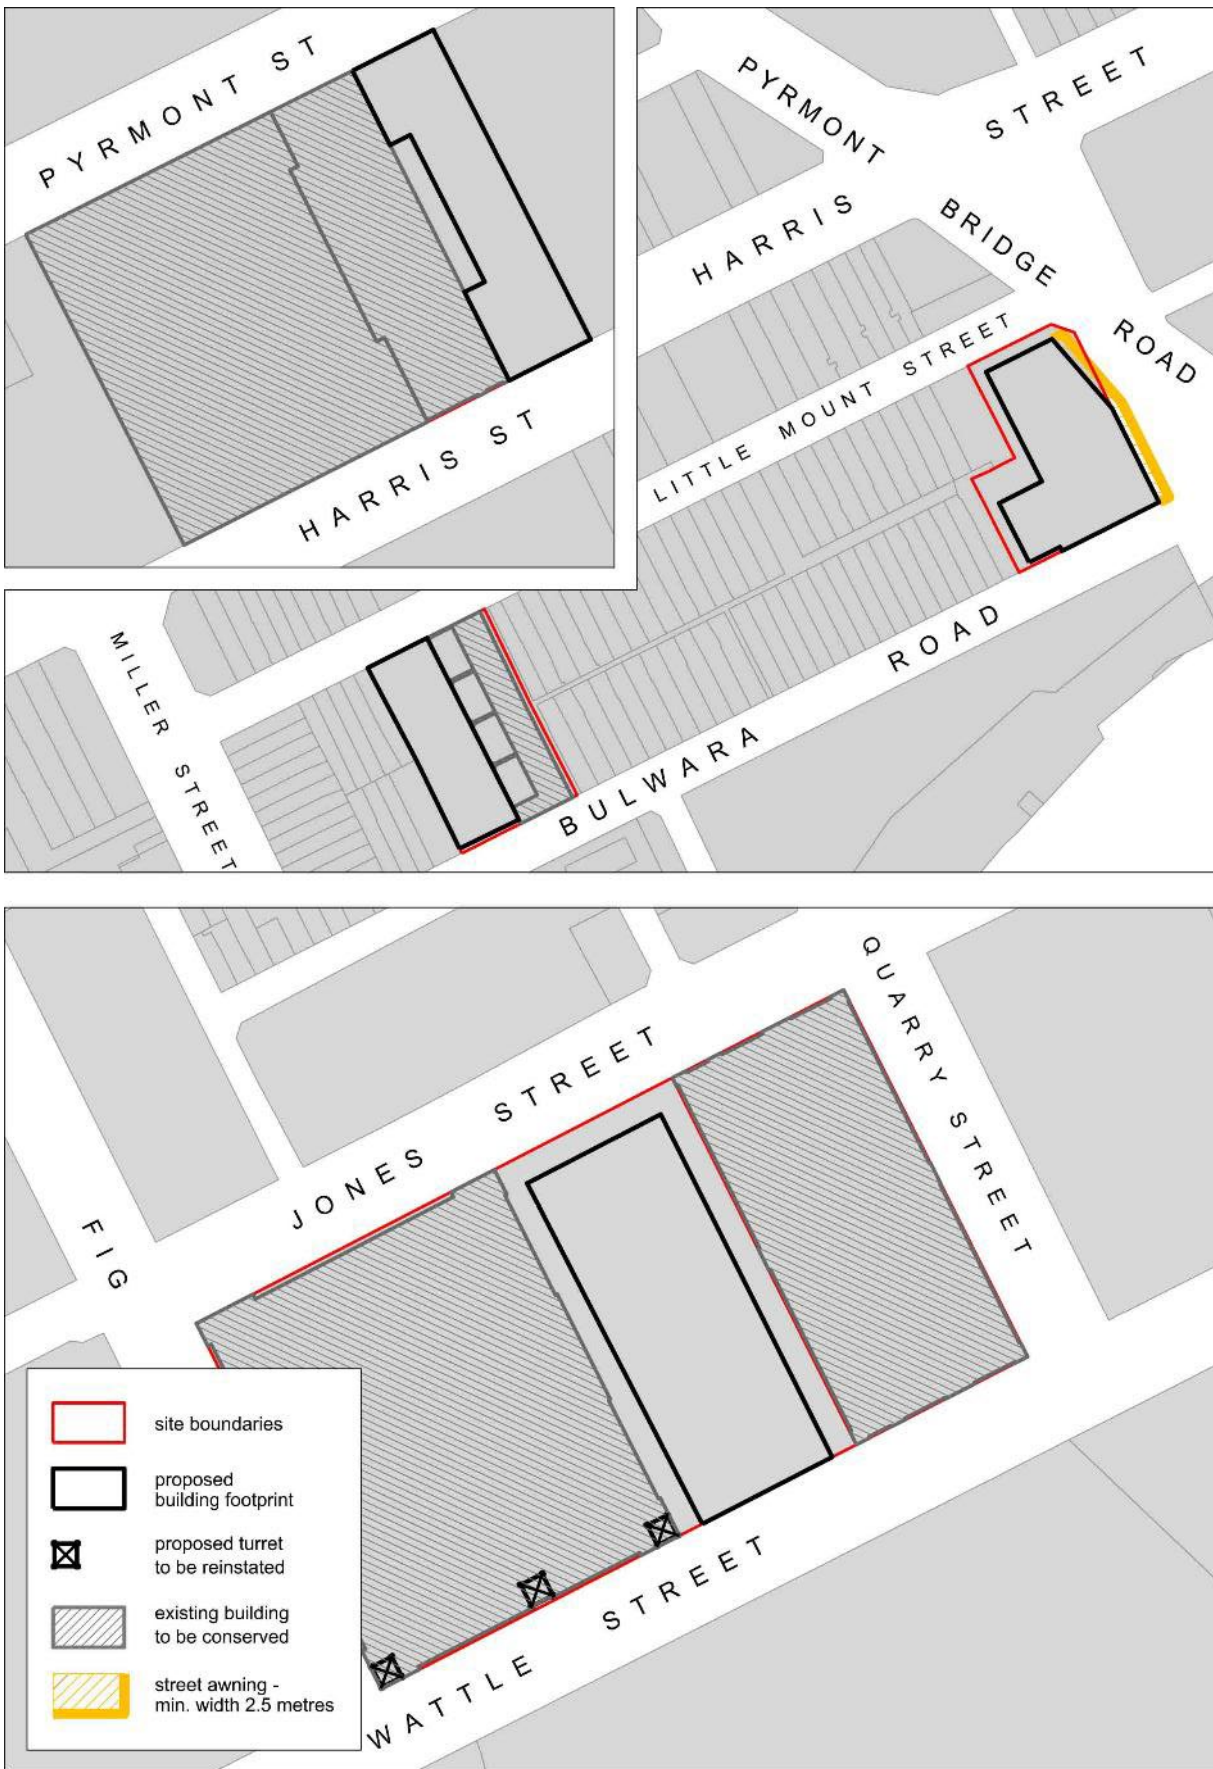 PYRMONT ST
HARRIS ST
PYRMONT
BRIDGE
ROAD
HARRIS STREET
LITTLE MOUNT STREET
BULWARA ROAD
MILLER STREET
JONES STREET
QUARRY STREET
FIG
WATTLE STREET
site boundaries
proposed
building footprint
proposed turret
to be reinstated
existing building
to be conserved
street awning -
min. width 2.5 metres